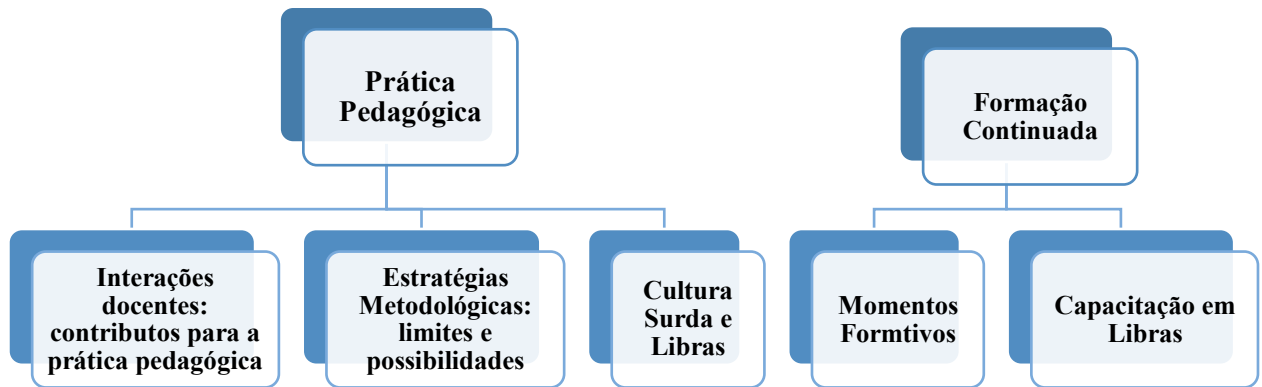 Prática
Pedagógica
Formação
Continuada
Interações
docentes:
contributos para a
prática pedagógica
Estratégias
Metodológicas:
limites e
possibilidades
Cultura
Surda e
Libras
Momentos
Formtivos
Capacitação em
Libras